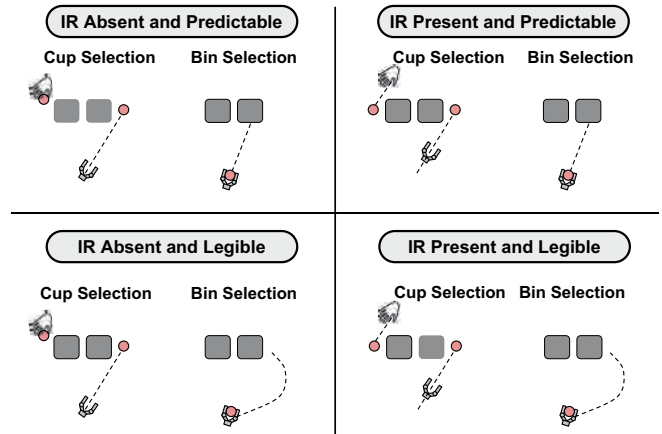 IR Absent and Predictable
Cup Selection Bin Selection
IR Present and Predictable
Cup Selection Bin Selection
IR Absent and Legible
Cup Selection Bin Selection
IR Present and Legible
Cup Selection Bin Selection